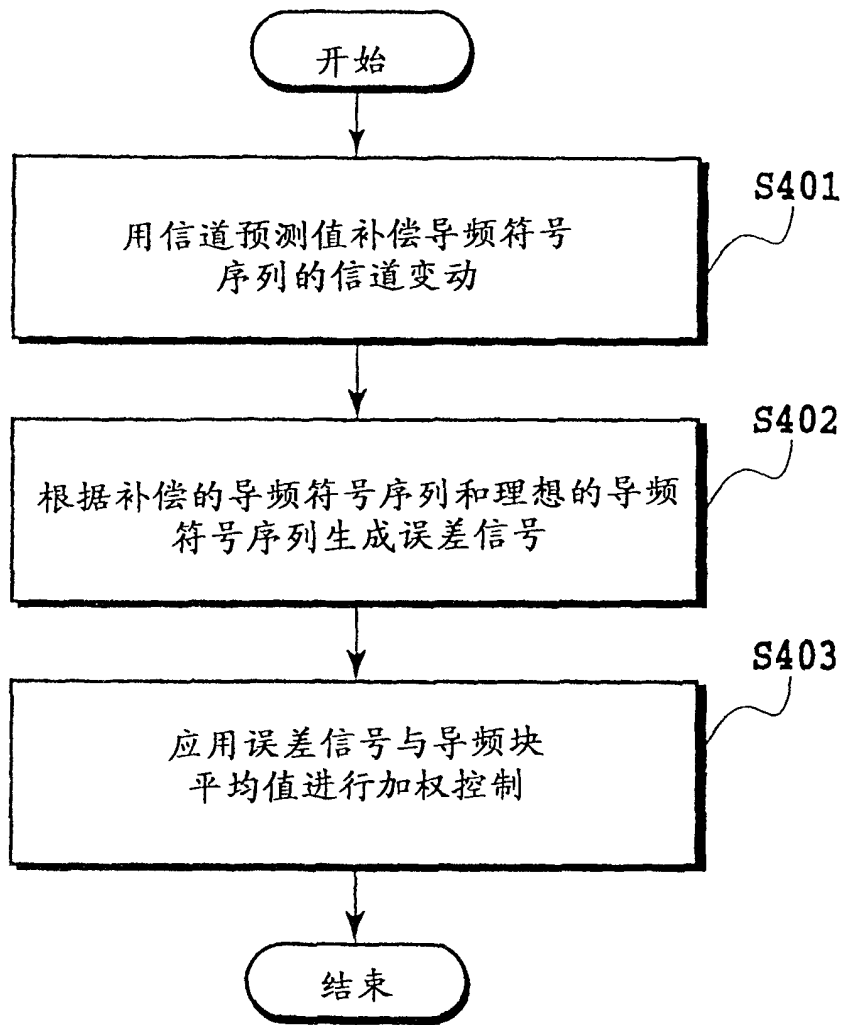 开始
S401
用信道预测值补偿导频符号
序列的信道变动
S402
根据补偿的导频符号序列和理想的导频
符号序列生成误差信号
S403
应用误差信号与导频块
平均值进行加权控制
结束